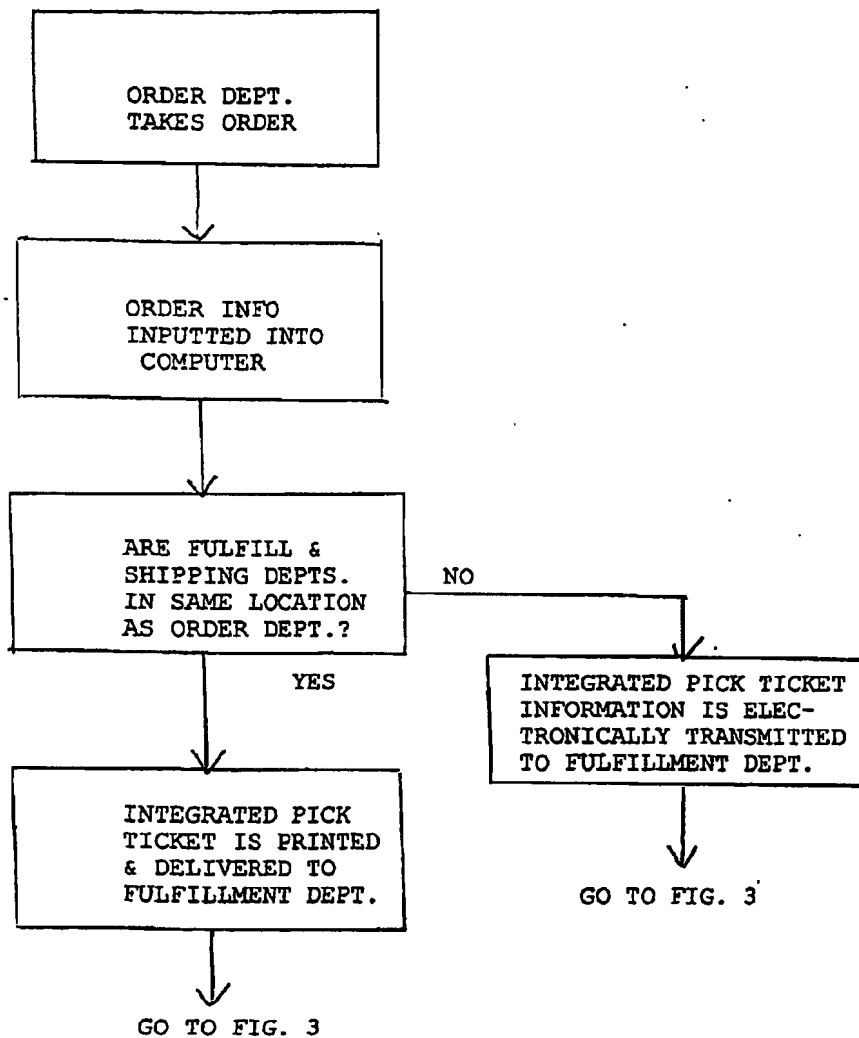 ORDER DEPT.
TAKES ORDER
ORDER INFO
INPUTTED INTO
COMPUTER
ARE FULFILL &
SHIPPING DEPTS.
IN SAME LOCATION
AS ORDER DEPT.?
NO
YES
INTEGRATED PICK TICKET
INFORMATION IS ELEC-
TRONICALLY TRANSMITTED
TO FULFILLMENT DEPT.
INTEGRATED PICK
TICKET IS PRINTED
& DELIVERED TO
FULFILLMENT DEPT.
GO TO FIG. 3
GO TO FIG. 3